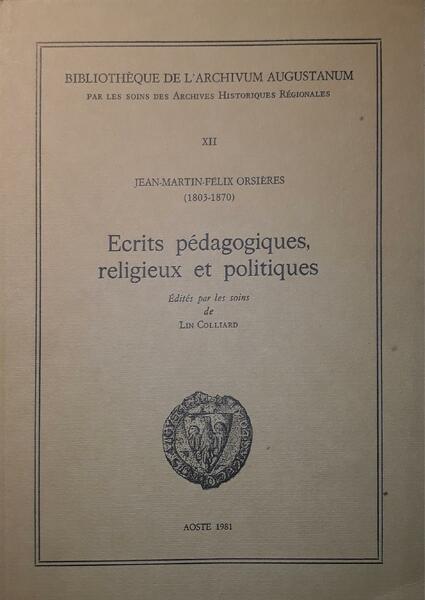 BIBLIOTHÈQUE DE L'ARCHIVUM AUGUSTANUM
PAR LES SOINS DES ARCHIVES HISTORIQUES RÉGIONALES
XII
JEAN-MARTIN-FÉLIX ORSIÈRES
(1803-1870)
Ecrits pédagogiques,
religieux et politiques
Édités par les soins
de
LIN COLLIARD
AOSTE 1981